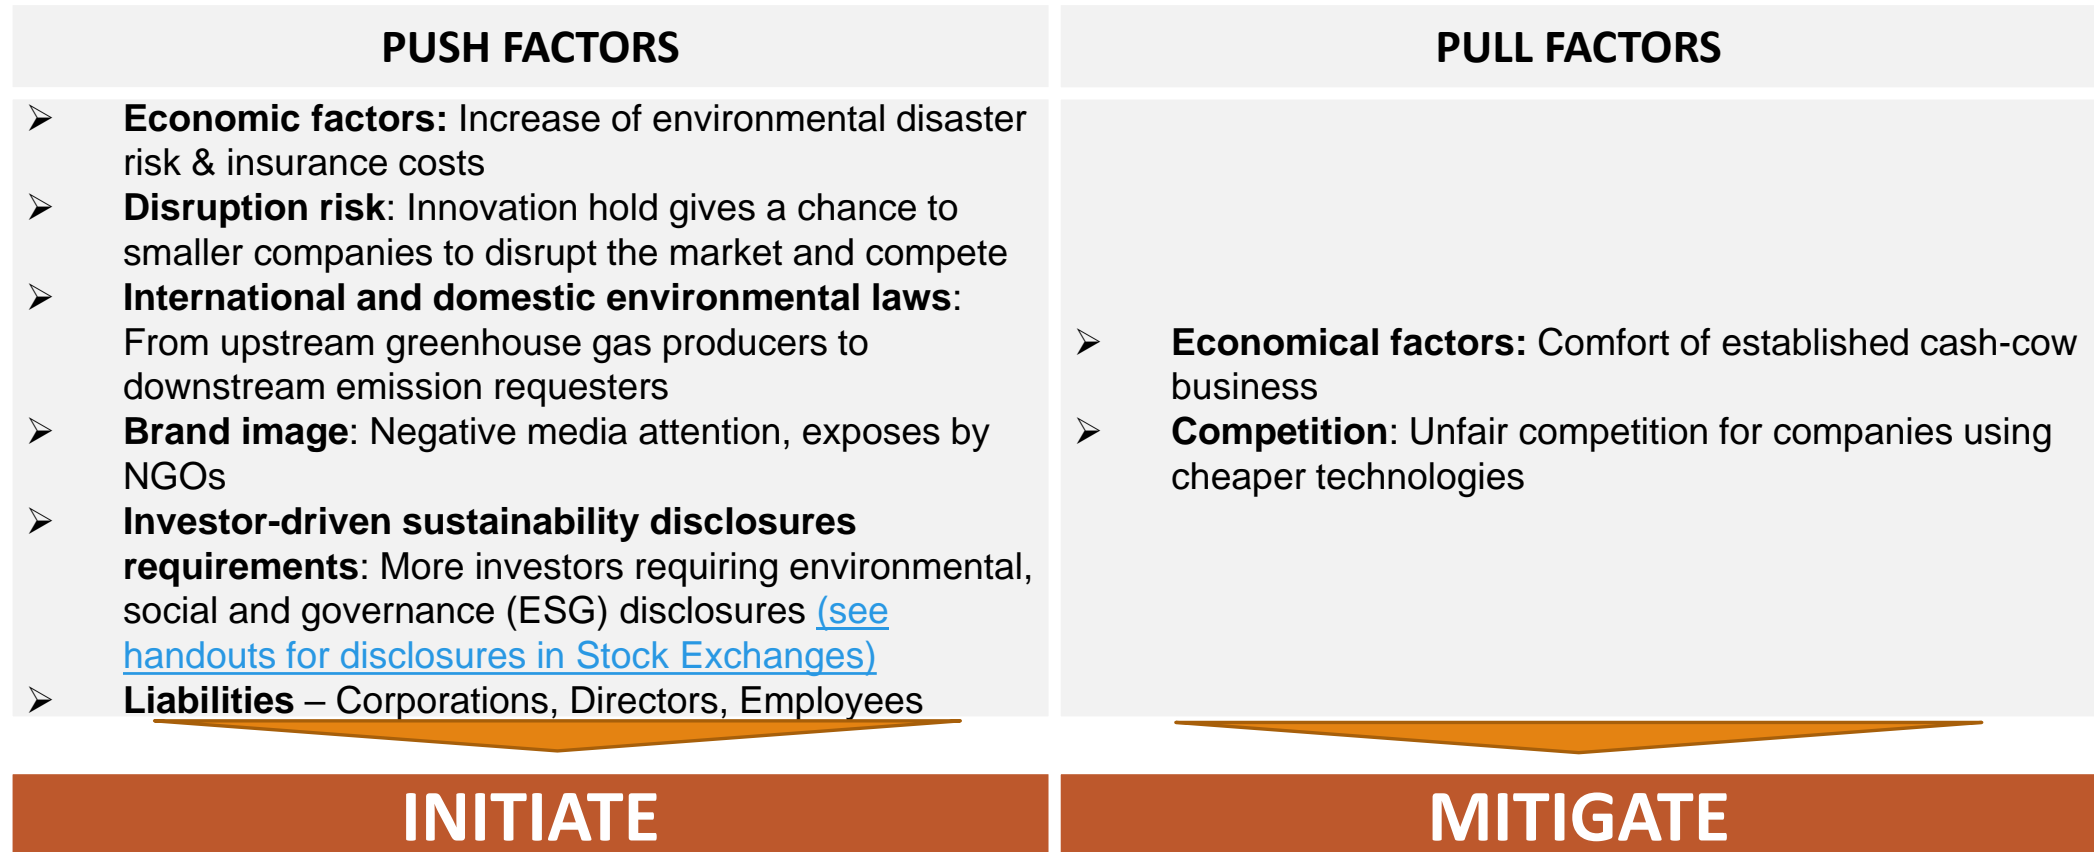 PUSH FACTORS
➢ Economic factors: Increase of environmental disaster
risk & insurance costs
➢ Disruption risk: Innovation hold gives a chance to
smaller companies to disrupt the market and compete
➢ International and domestic environmental laws:
From upstream greenhouse gas producers to
downstream emission requesters
➢ Brand image: Negative media attention, exposes by
NGOs
➢ Investor-driven sustainability disclosures
requirements: More investors requiring environmental,
social and governance (ESG) disclosures (see
handouts for disclosures in Stock Exchanges)
➢ Liabilities – Corporations, Directors, Employees
INITIATE
PULL FACTORS
➢ Economical factors: Comfort of established cash-cow
business
➢ Competition: Unfair competition for companies using
cheaper technologies
MITIGATE